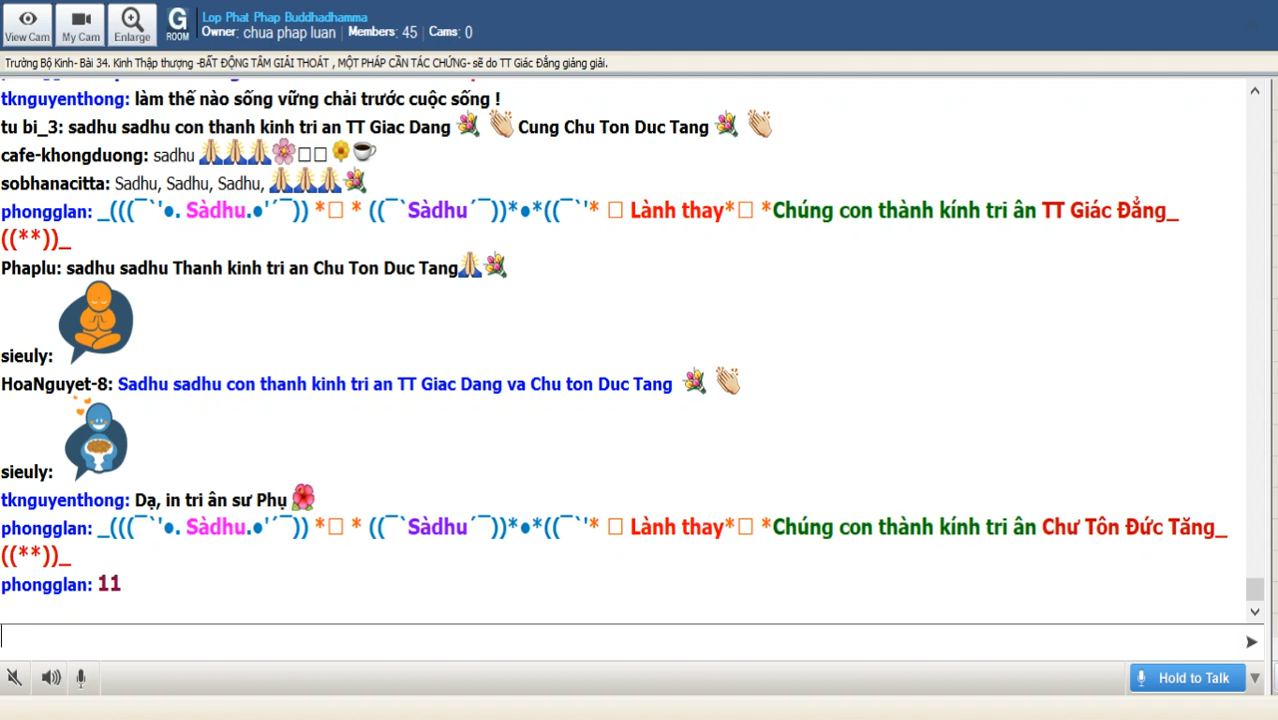 Lop Phat Phap Buddhadhamma
Owner: chua phap luan | Members: 45 | Cams: 0
View Cam
My Cam
Enlarge
G
ROOM
Trường Bộ Kinh- Bài 34. Kinh Thập thượng -BẤT ĐỘNG TÂM GIẢI THOÁT , MỘT PHÁP CẦN TÁC CHỨNG- sẽ do TT Giác Đẳng giảng giải.
tknguyenthong: làm thế nào sống vững chải trước cuộc sống !
tu bi_3: sadhu sadhu con thanh kinh tri an TT Giac Dang 💐 👏 Cung Chu Ton Duc Tang 💐 👏
cafe-khongduong: sadhu 🙏🙏🙏🌸□□ 🌼☕
sobhanacitta: Sadhu, Sadhu, Sadhu, 🙏🙏🙏💐
phongglan: _(((¯`'●. Sàdhu.●'´¯)) *□ * ((¯`Sàdhu´¯))*●*((¯`'* □ Lành thay*□ *Chúng con thành kính tri ân TT Giác Đẳng_
((**))_
Phaplu: sadhu sadhu Thanh kinh tri an Chu Ton Duc Tang🙏💐
sieuly:
HoaNguyet-8: Sadhu sadhu con thanh kinh tri an TT Giac Dang va Chu ton Duc Tang 💐 👏
sieuly:
tknguyenthong: Dạ, in tri ân sư Phụ 🌺
phongglan: _(((¯`'●. Sàdhu.●'´¯)) *□ * ((¯`Sàdhu´¯))*●*((¯`'* □ Lành thay*□ *Chúng con thành kính tri ân Chư Tôn Đức Tăng_
((**))_
phongglan: 11
Hold to Talk